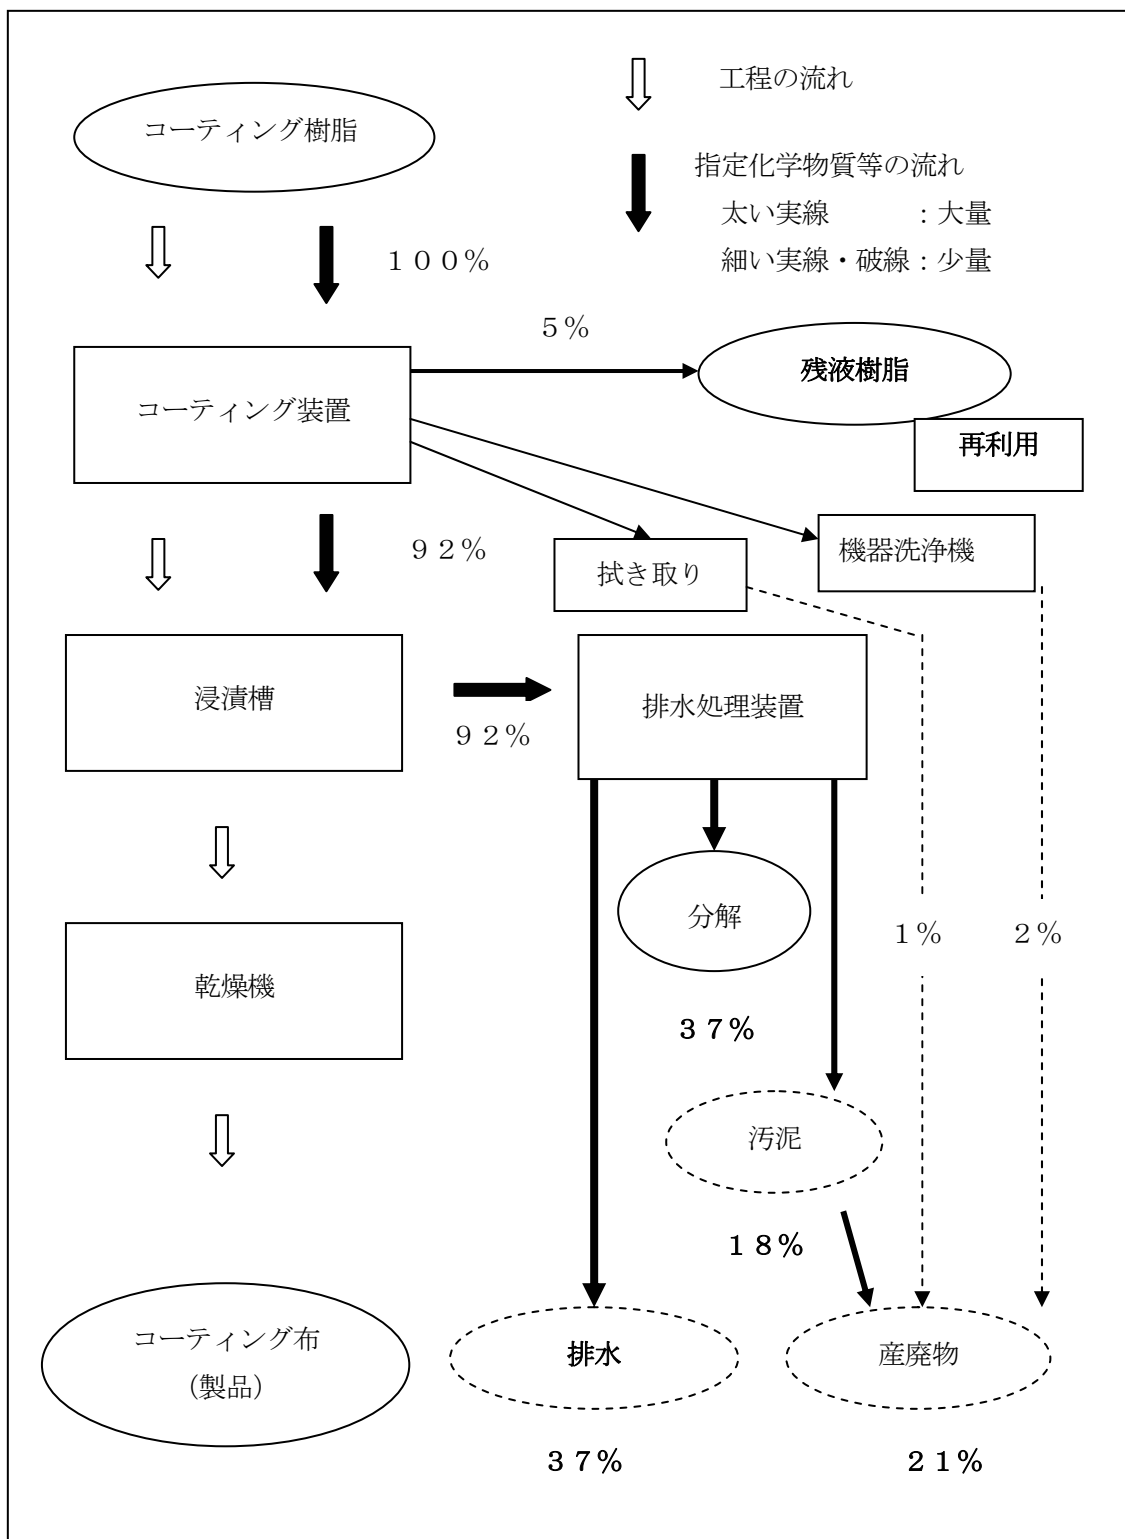 工程の流れ
コーティング樹脂
指定化学物質等の流れ
太い実線　　　：大量
細い実線・破線：少量
１００％
５％
残液樹脂
コーティング装置
再利用
９２％
機器洗浄機
拭き取り
浸漬槽
排水処理装置
９２％
分解
１％
２％
乾燥機
３７％
汚泥
１８％
コーティング布
（製品）
排水
産廃物
３７％
２１％